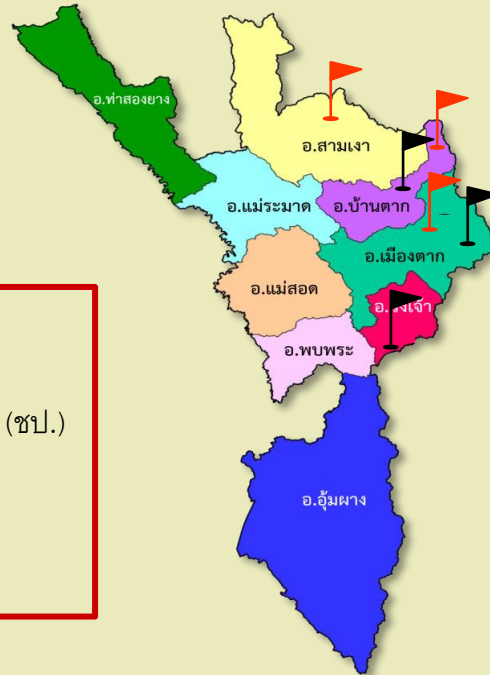 อ.ท่าสองยาง
อ.สามเงา
อ.แม่ระมาด
อ.บ้านตาก
อ.เมืองตาก
อ.แม่สอด
อ.พบพระ
(ชป.)
อ.อุ้มผาง